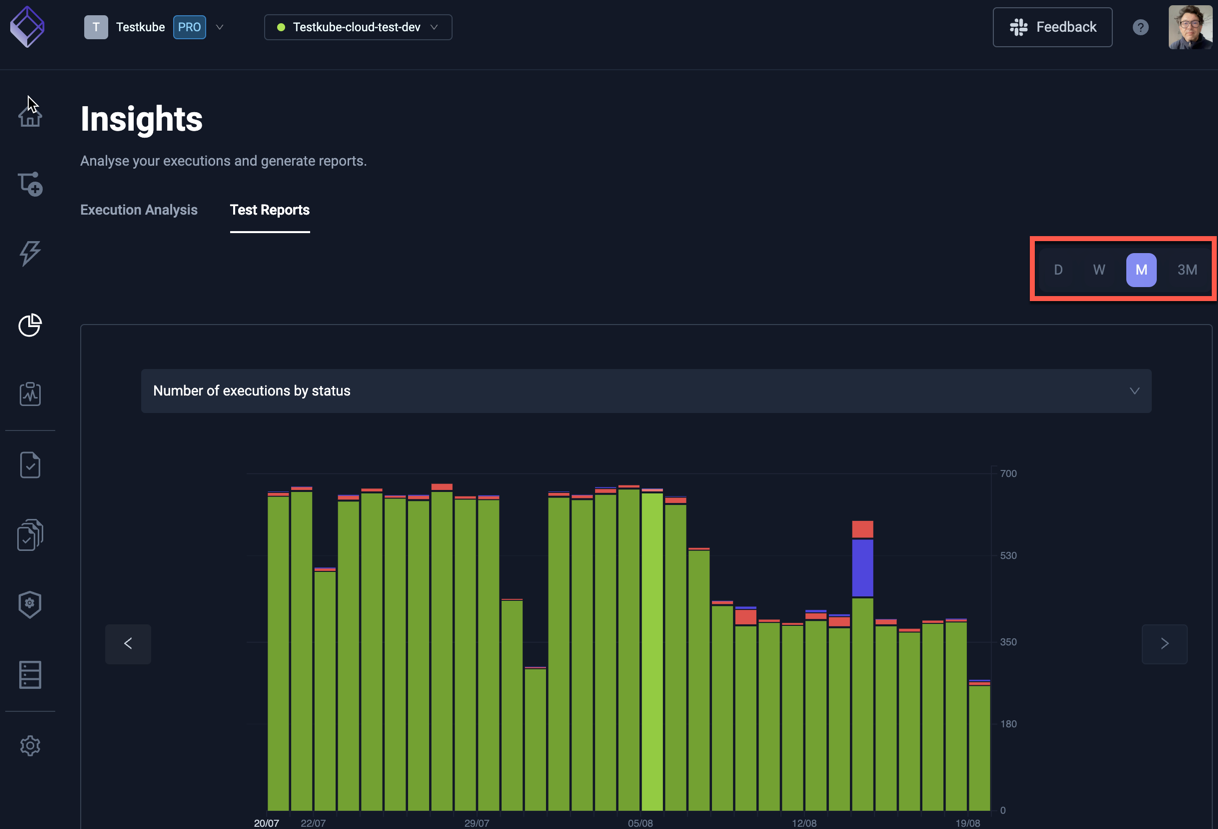 T Testkube PRO Testkube-cloud-test-dev Feedback ?
Insights
Analyse your executions and generate reports.
Execution Analysis Test Reports
D W M 3M
Number of executions by status
700
530
350
180
0
20/07 22/07 29/07 05/08 12/08 19/08